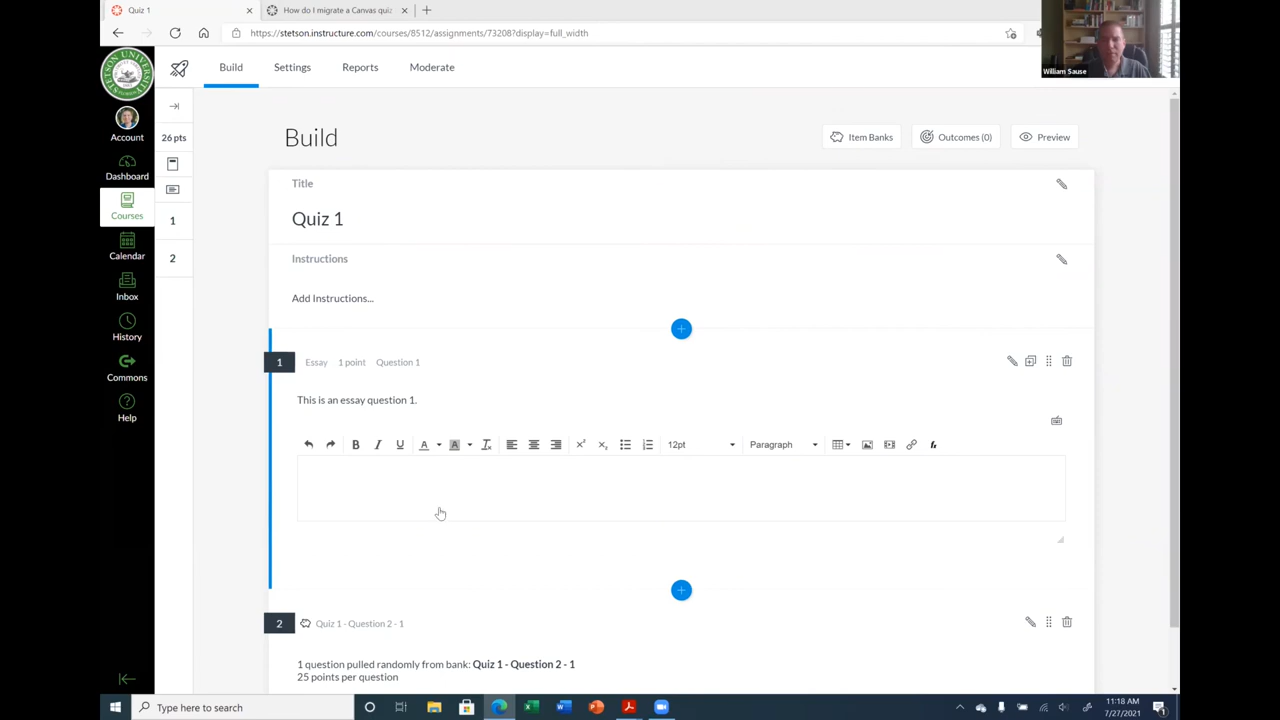 Quiz 1
How do I migrate a Canvas quiz
https://stetson.instructure.com/courses/8512/assignments/73208?display=full_width
William Sause
STETSON UNIVERSITY
Build
Settings
Reports
Moderate
Account
Dashboard
Courses
Calendar
Inbox
History
Commons
Help
26 pts
1
2
Build
Item Banks
Outcomes (0)
Preview
Title
Quiz 1
Instructions
Add Instructions...
1 Essay 1 point Question 1
This is an essay question 1.
B I U A A 12pt Paragraph
2 Quiz 1 - Question 2 - 1
1 question pulled randomly from bank: Quiz 1 - Question 2 - 1
25 points per question
Type here to search
11:18 AM
7/27/2021